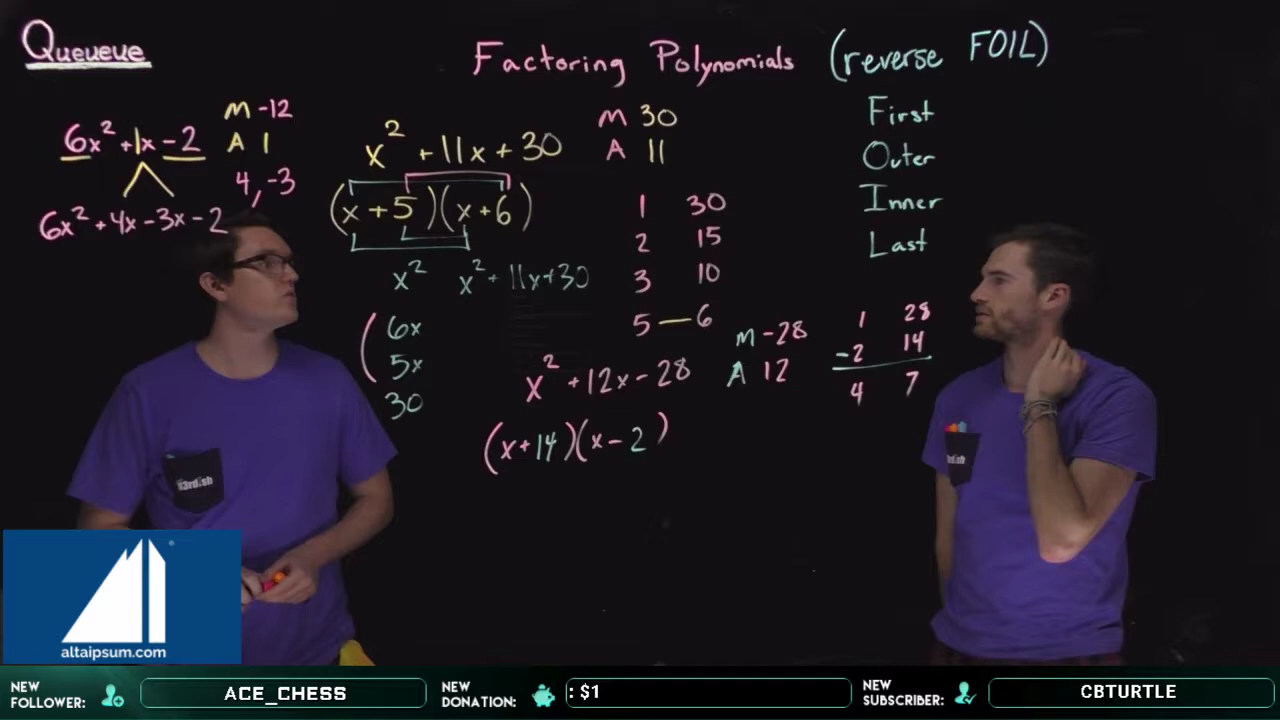 Queueue
Factoring Polynomials (reverse FOIL)
First
Outer
Inner
Last
6x² + 1x - 2
M -12
A 1
4, -3
6x² + 4x - 3x - 2
x² + 11x + 30
M 30
A 11
(x + 5)(x + 6)
x² x² + 11x + 30
6x
5x
30
1 30
2 15
3 10
5 — 6
x² + 12x - 28
M -28
A 12
(x + 14)(x - 2)
1 28
-2 14
4 7
n3rdish
rdish
altaipsum.com
NEW FOLLOWER: ACE_CHESS
NEW DONATION: : $1
NEW SUBSCRIBER: CBTURTLE